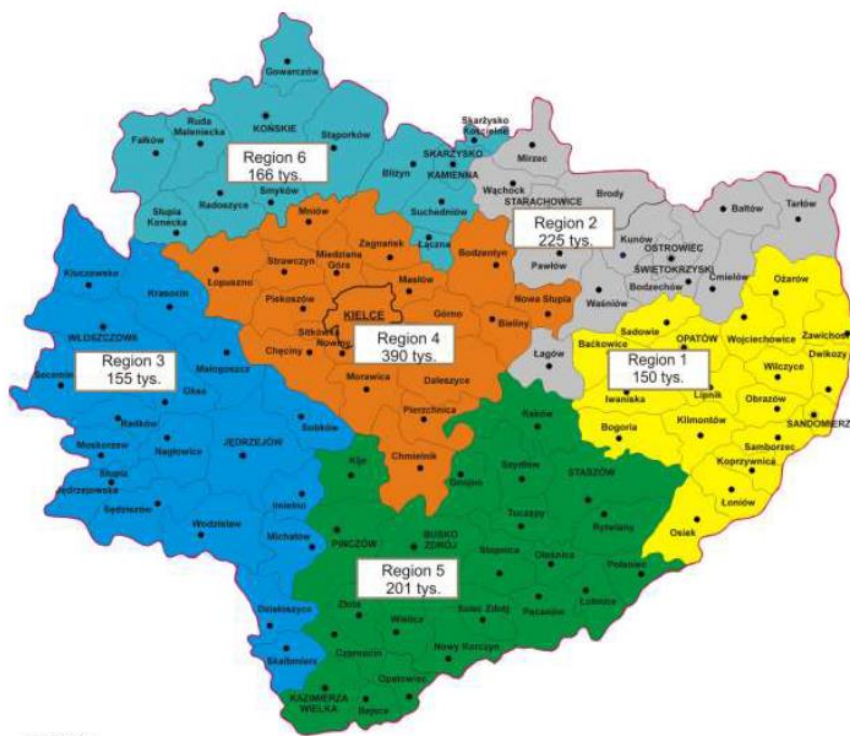 Gowarczów
Ruda
Maleniecka
KOŃSKIE
Fałków
Stąporków
Region 6
166 tys.
Radoszyce
Smyków
Słupia
Konecka
Skarżysko
Kościelne
SKARŻYSKO
KAMIENNA
Bliżyn
Suchedniów
Łączna
Mirzec
Wąchock
STARACHOWICE
Brody
Bałtów
Tarłów
Region 2
225 tys.
Kunów
OSTROWIEC
ŚWIĘTOKRZYSKI
Pawłów
Bodzechów
Ćmielów
Waśniów
Łagów
Mniów
Zagnańsk
Bodzentyn
Strawczyn
Miedziana
Góra
Łopuszno
Masłów
Piekoszów
KIELCE
Górno
Nowa Słupia
Bieliny
Sitkówka
Nowiny
Region 4
390 tys.
Chęciny
Morawica
Daleszyce
Pierzchnica
Chmielnik
Ożarów
Sadowie
OPATÓW
Wojciechowice
Zawichost
Baćkowice
Dwikozy
Region 1
150 tys.
Wilczyce
Iwaniska
Lipnik
Obrazów
SANDOMIERZ
Bogoria
Klimontów
Samborzec
Koprzywnica
Łoniów
Osiek
Kluczewsko
Krasocin
WŁOSZCZOWA
Region 3
155 tys.
Małogoszcz
Secemin
Oksa
Radków
Sobków
Moskorzew
Nagłowice
JĘDRZEJÓW
Słupia
Jędrzejowska
Sędziszów
Imielno
Wodzisław
Michałów
Działoszyce
Skalbmierz
Raków
Kije
Gnojno
Szydłów
STASZÓW
Tuczępy
Rytwiany
PIŃCZÓW
BUSKO
ZDRÓJ
Stopnica
Oleśnica
Połaniec
Region 5
201 tys.
Łubnice
Pacanów
Solec Zdrój
Złota
Wiślica
Czarnocin
Nowy Korczyn
Opatowiec
KAZIMIERZA
WIELKA
Bejsce